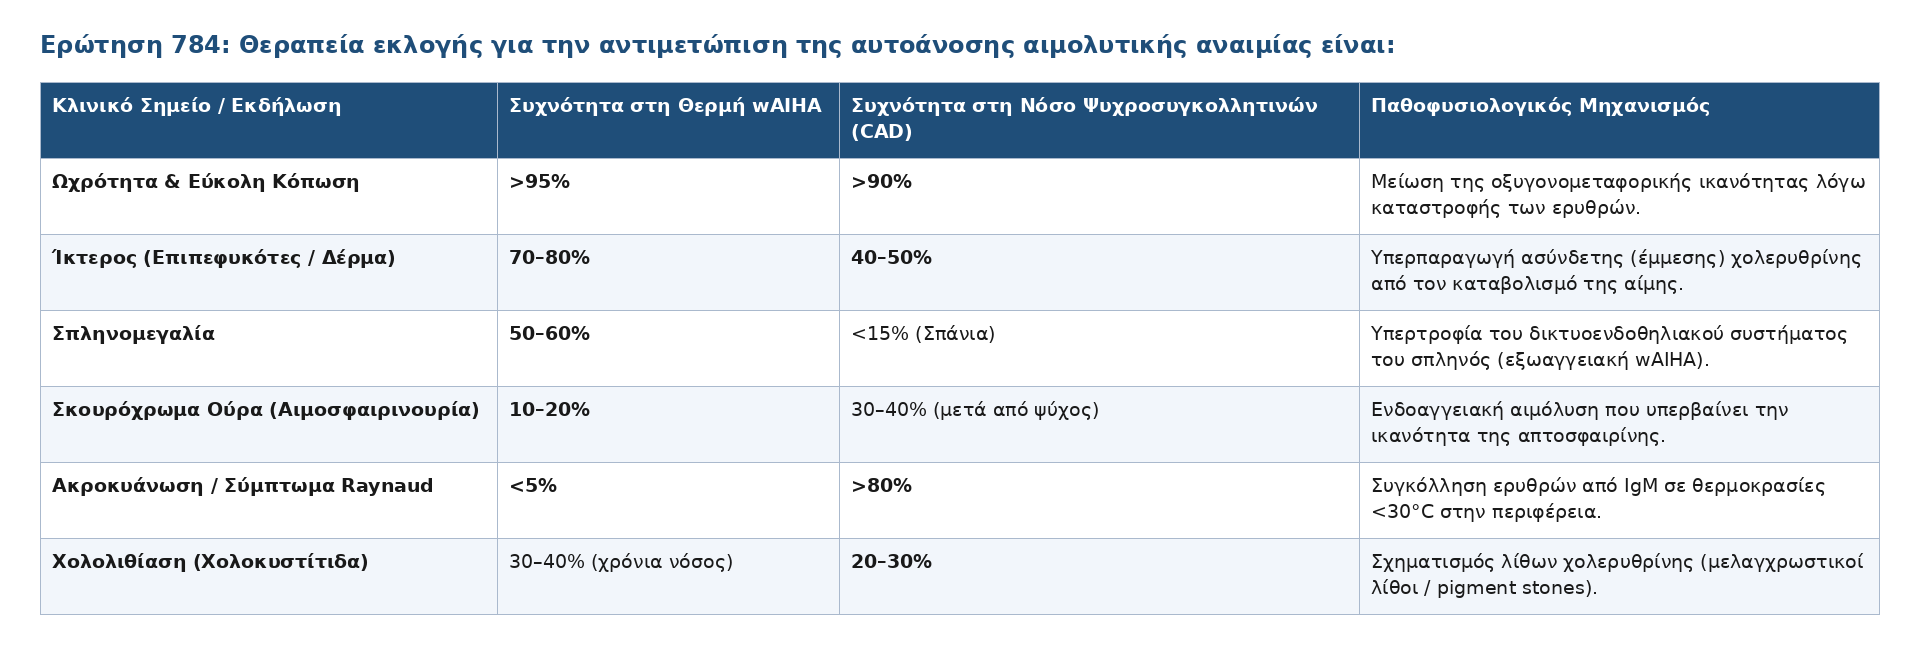 Ερώτηση 784: Θεραπεία εκλογής για την αντιμετώπιση της αυτοάνοσης αιμολυτικής αναιμίας είναι:
Κλινικό Σημείο / Εκδήλωση
Συχνότητα στη Θερμή wAIHA
Συχνότητα στη Νόσο Ψυχροσυγκολλητινών
(CAD)
Παθοφυσιολογικός Μηχανισμός
Ωχρότητα & Εύκολη Κόπωση
>95%
>90%
Μείωση της οξυγονομεταφορικής ικανότητας λόγω
καταστροφής των ερυθρών.
Ίκτερος (Επιπεφυκότες / Δέρμα)
70–80%
40–50%
Υπερπαραγωγή ασύνδετης (έμμεσης) χολερυθρίνης
από τον καταβολισμό της αίμης.
Σπληνομεγαλία
50–60%
<15% (Σπάνια)
Υπερτροφία του δικτυοενδοθηλιακού συστήματος
του σπληνός (εξωαγγειακή wAIHA).
Σκουρόχρωμα Ούρα (Αιμοσφαιρινουρία)
10–20%
30–40% (μετά από ψύχος)
Ενδοαγγειακή αιμόλυση που υπερβαίνει την
ικανότητα της απτοσφαιρίνης.
Ακροκυάνωση / Σύμπτωμα Raynaud
<5%
>80%
Συγκόλληση ερυθρών από IgM σε θερμοκρασίες
<30°C στην περιφέρεια.
Χολολιθίαση (Χολοκυστίτιδα)
30–40% (χρόνια νόσος)
20–30%
Σχηματισμός λίθων χολερυθρίνης (μελαγχρωστικοί
λίθοι / pigment stones).